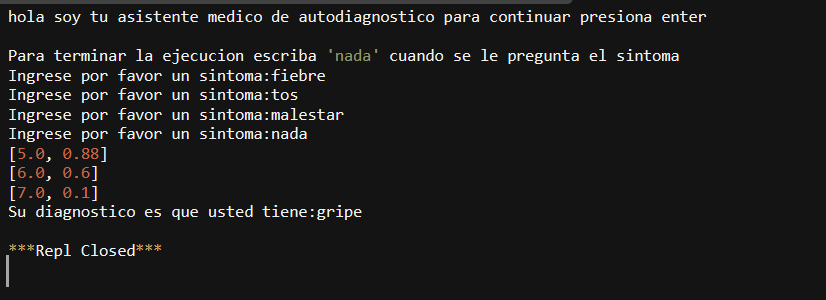 hola soy tu asistente medico de autodiagnostico para continuar presiona enter
Para terminar la ejecucion escriba 'nada' cuando se le pregunta el sintoma
Ingrese por favor un sintoma:fiebre
Ingrese por favor un sintoma:tos
Ingrese por favor un sintoma:malestar
Ingrese por favor un sintoma:nada
[5.0, 0.88]
[6.0, 0.6]
[7.0, 0.1]
Su diagnostico es que usted tiene:gripe
***Repl Closed***